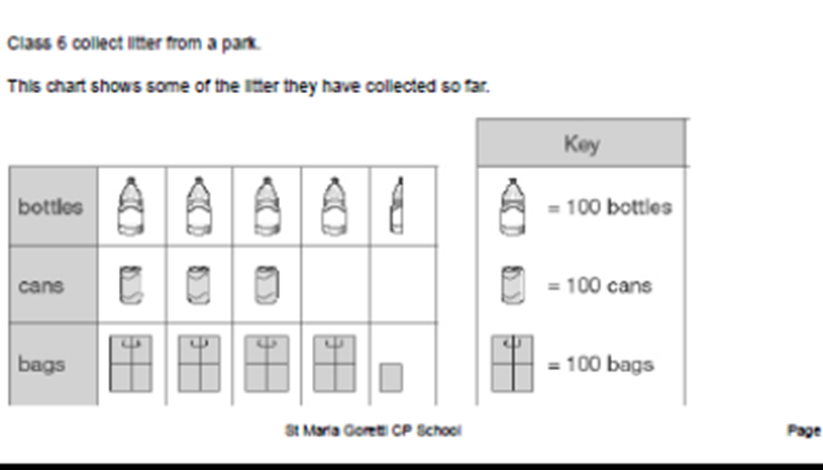 Class 6 collect litter from a park.
This chart shows some of the litter they have collected so far.
Key
bottles
= 100 bottles
cans
= 100 cans
bags
= 100 bags
St Maria Goretti CP School
Page